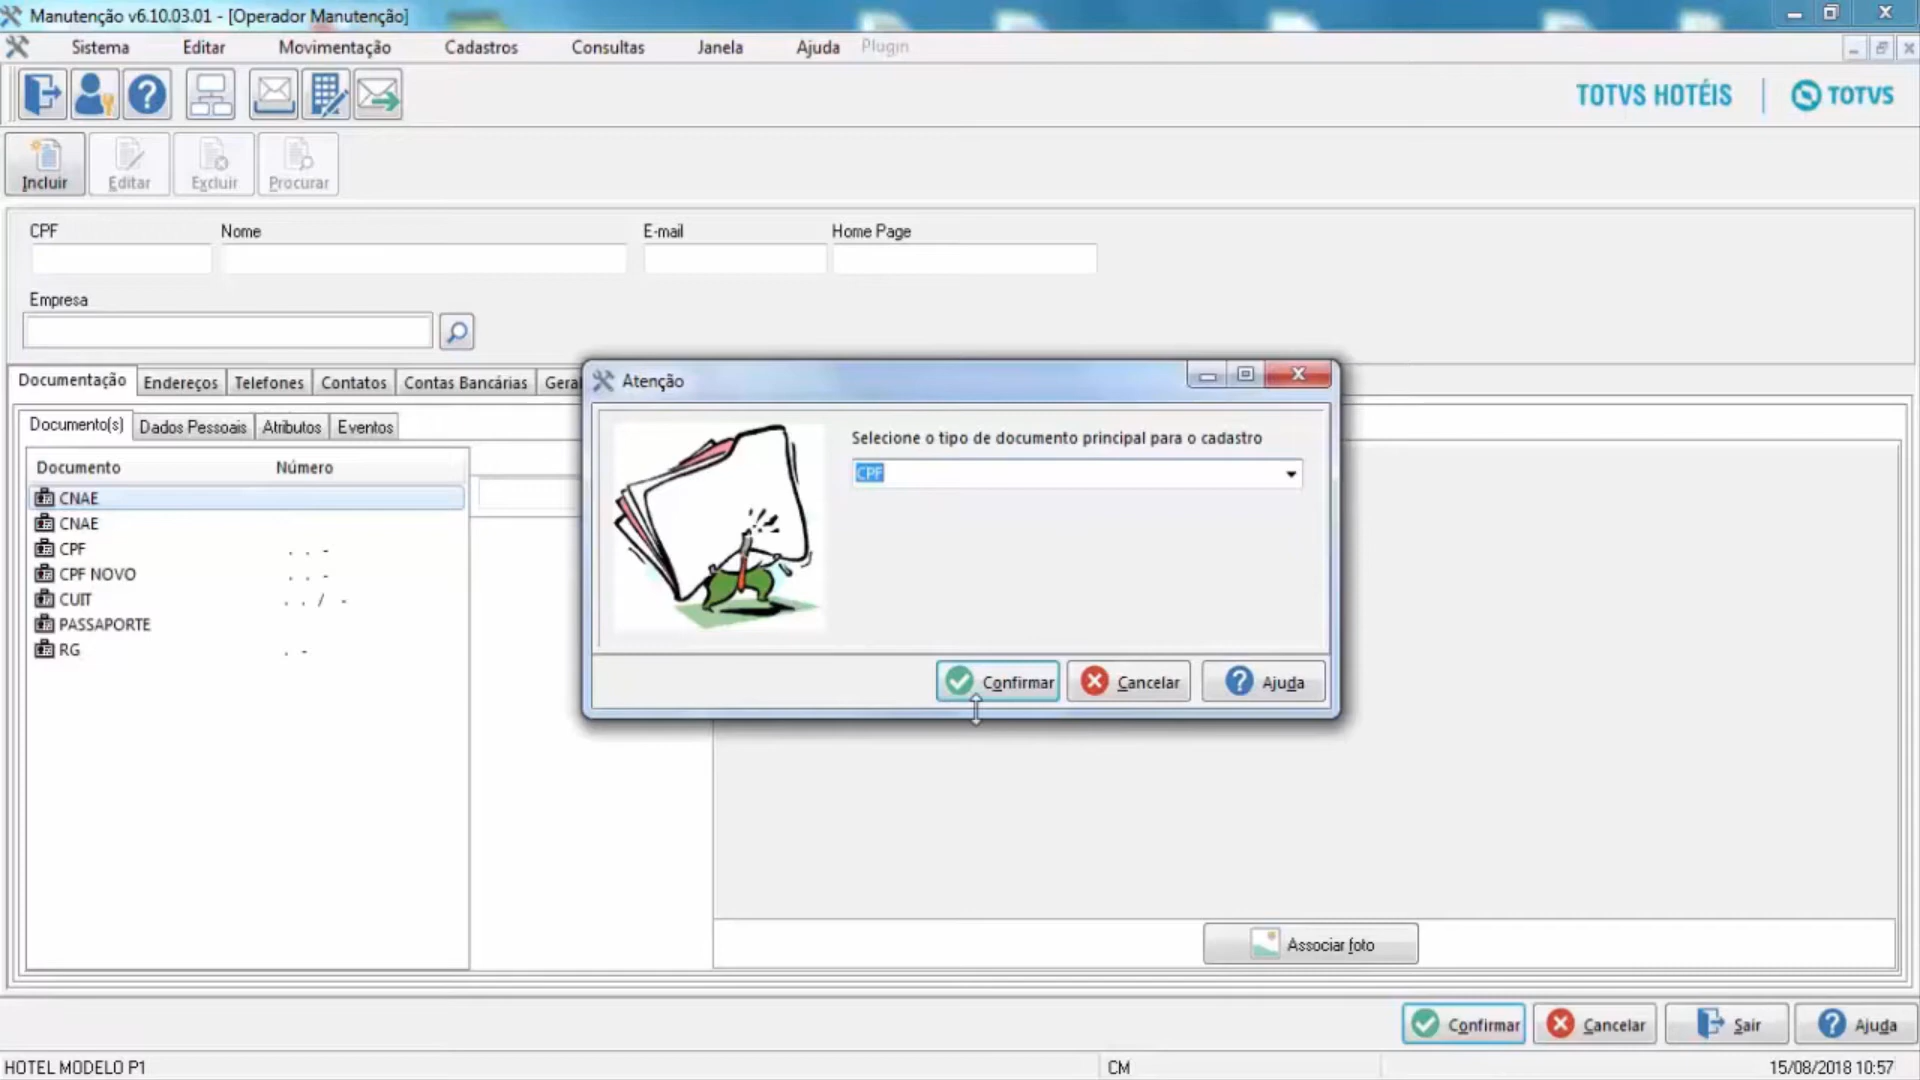 Manutenção v6.10.03.01 - [Operador Manutenção]
Sistema Editar Movimentação Cadastros Consultas Janela Ajuda Plugin
TOTVS HOTÉIS TOTVS
Incluir Editar Excluir Procurar
CPF Nome E-mail Home Page
Empresa
Documentação Endereços Telefones Contatos Contas Bancárias Geral
Documento(s) Dados Pessoais Atributos Eventos
Documento Número
CNAE
CNAE
CPF . . -
CPF NOVO . . -
CUIT . . / -
PASSAPORTE
RG . -
Atenção
Selecione o tipo de documento principal para o cadastro
CPF
Confirmar Cancelar Ajuda
Associar foto
Confirmar Cancelar Sair Ajuda
HOTEL MODELO P1 CM 15/08/2018 10:57